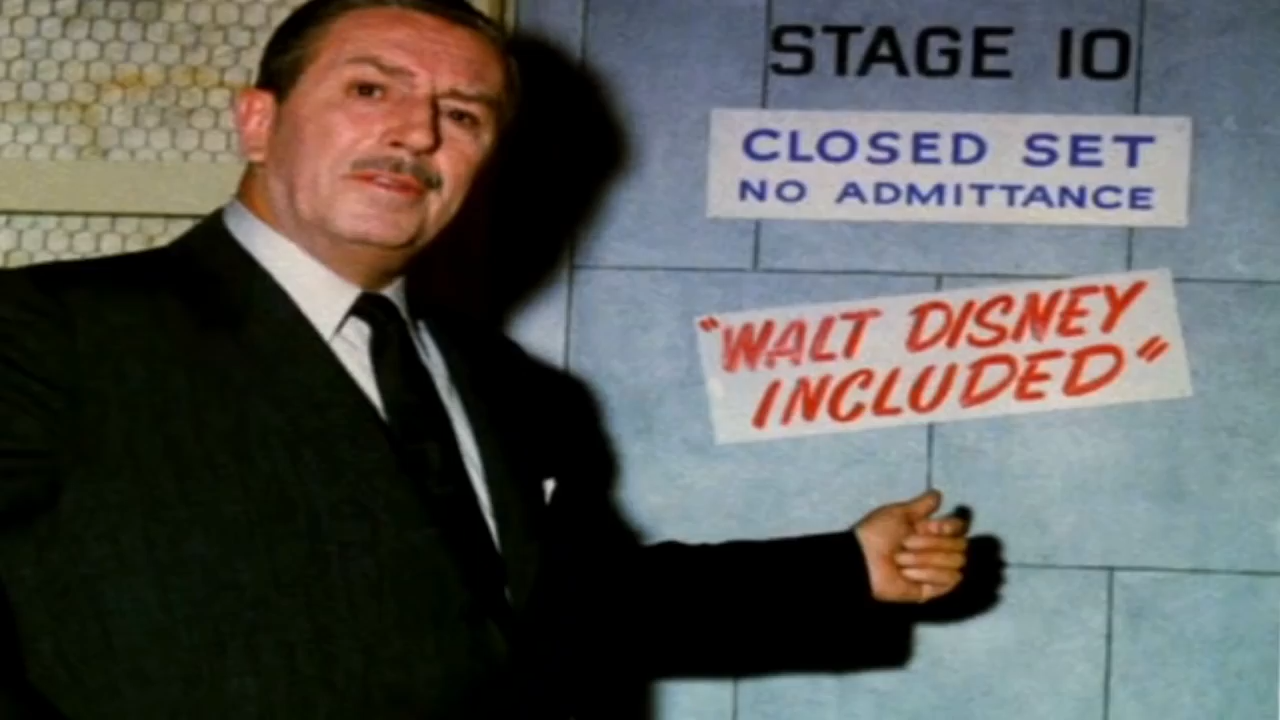 STAGE 10
CLOSED SET
NO ADMITTANCE
"WALT DISNEY
INCLUDED"